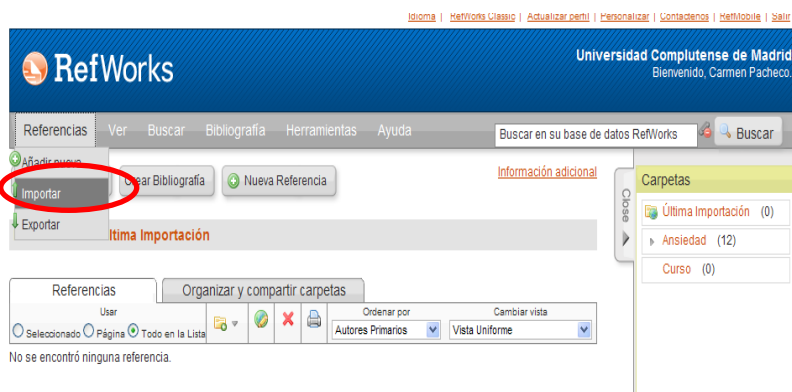 Idioma | RefWorks Classic | Actualizar perfil | Personalizar | Contáctenos | RefMobile | Salir
RefWorks
Universidad Complutense de Madrid
Bienvenido, Carmen Pacheco.
Referencias Ver Buscar Bibliografía Herramientas Ayuda
Buscar en su base de datos RefWorks Buscar
Añadir nueva
Importar
Exportar
Crear Bibliografía Nueva Referencia
Información adicional
Close
Carpetas
Última Importación (0)
Ansiedad (12)
Curso (0)
ltima Importación
Referencias Organizar y compartir carpetas
Usar
Seleccionado Página Todo en la Lista
Ordenar por
Autores Primarios
Cambiar vista
Vista Uniforme
No se encontró ninguna referencia.